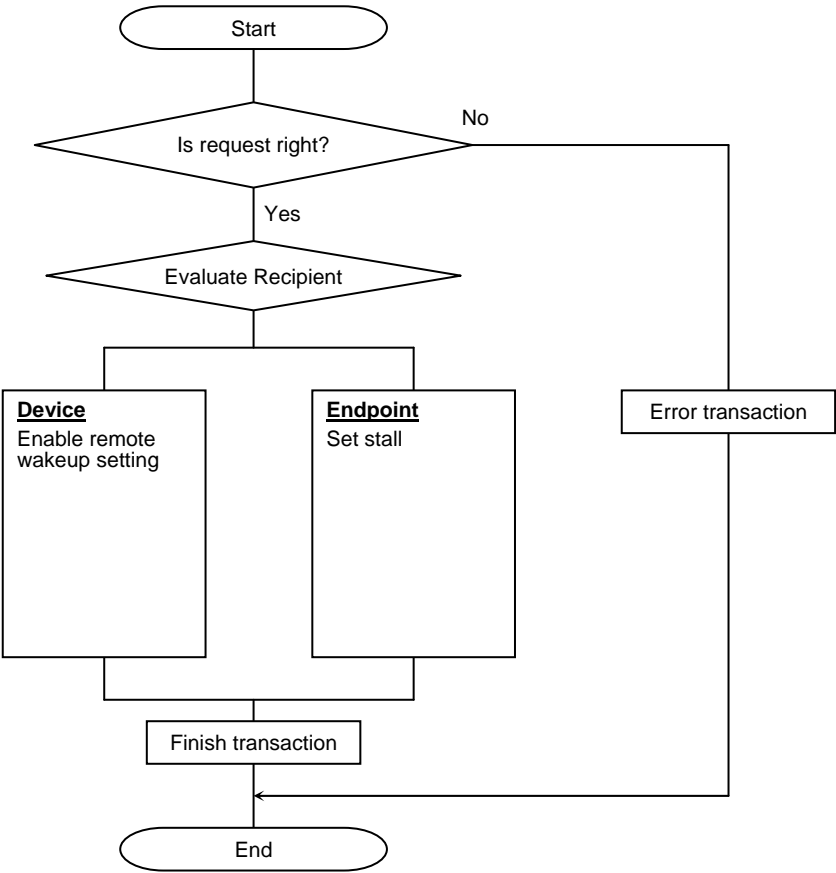 Start
Is request right?
No
Yes
Evaluate Recipient
Device
Enable remote
wakeup setting
Endpoint
Set stall
Error transaction
Finish transaction
End